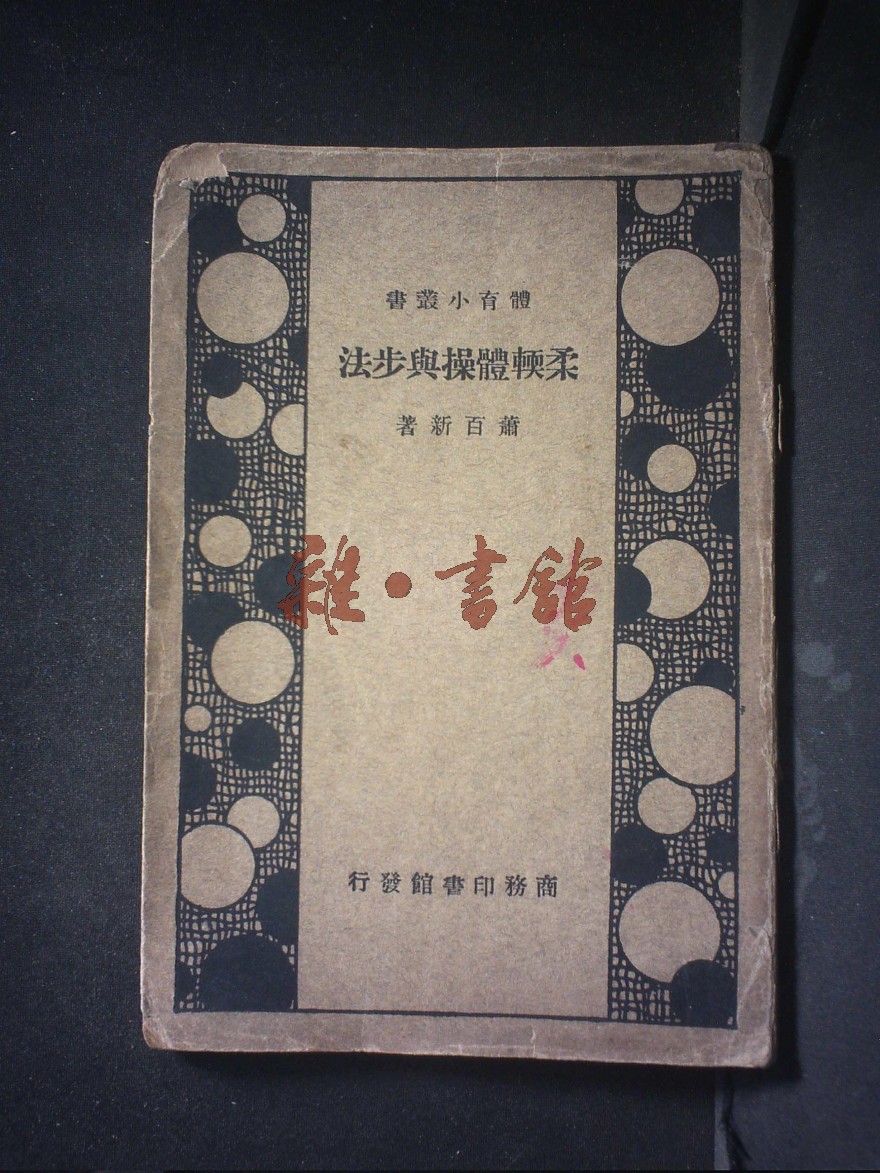 體育小叢書
柔輭體操與步法
蕭百新著
雜·書館
商務印書館發行